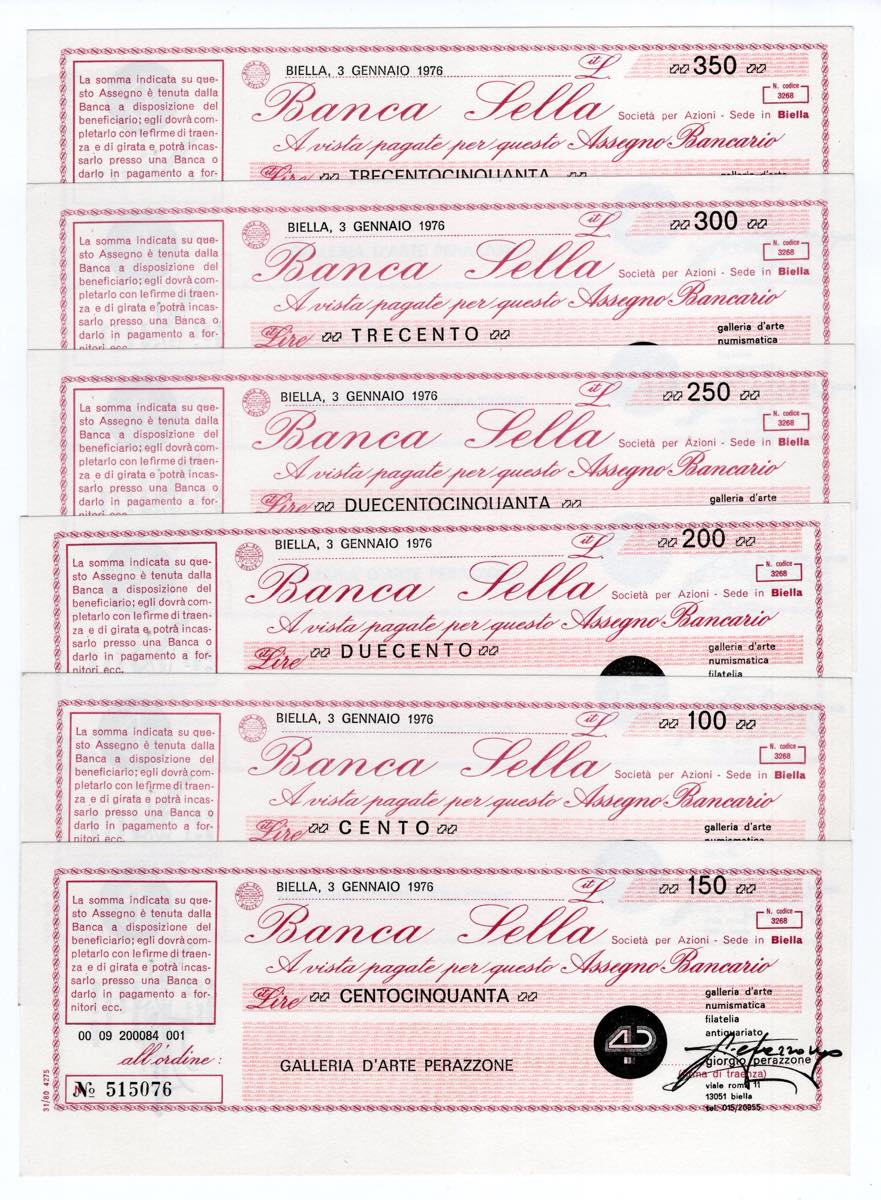 BIELLA, 3 GENNAIO 1976
it. L. 350
N. codice
3268
Banca Sella Società per Azioni - Sede in Biella
A vista pagate per questo Assegno Bancario
it. Lire TRECENTOCINQUANTA
galleria d'arte
La somma indicata su que-
sto Assegno è tenuta dalla
Banca a disposizione del
beneficiario; egli dovrà com-
pletarlo con le firme di traen-
za e di girata e potrà incas-
sarlo presso una Banca o
darlo in pagamento a for-
BIELLA, 3 GENNAIO 1976
it. L. 300
N. codice
3268
Banca Sella Società per Azioni - Sede in Biella
A vista pagate per questo Assegno Bancario
it. Lire TRECENTO
galleria d'arte
numismatica
La somma indicata su que-
sto Assegno è tenuta dalla
Banca a disposizione del
beneficiario; egli dovrà com-
pletarlo con le firme di traen-
za e di girata e potrà incas-
sarlo presso una Banca o
darlo in pagamento a for-
nitori ecc.
BIELLA, 3 GENNAIO 1976
it. L. 250
N. codice
3268
Banca Sella Società per Azioni - Sede in Biella
A vista pagate per questo Assegno Bancario
it. Lire DUECENTOCINQUANTA
galleria d'arte
La somma indicata su que-
sto Assegno è tenuta dalla
Banca a disposizione del
beneficiario; egli dovrà com-
pletarlo con le firme di traen-
za e di girata e potrà incas-
sarlo presso una Banca o
darlo in pagamento a for-
nitori ecc.
BIELLA, 3 GENNAIO 1976
it. L. 200
N. codice
3268
Banca Sella Società per Azioni - Sede in Biella
A vista pagate per questo Assegno Bancario
it. Lire DUECENTO
galleria d'arte
numismatica
filatelia
La somma indicata su que-
sto Assegno è tenuta dalla
Banca a disposizione del
beneficiario; egli dovrà com-
pletarlo con le firme di traen-
za e di girata e potrà incas-
sarlo presso una Banca o
darlo in pagamento a for-
nitori ecc.
BIELLA, 3 GENNAIO 1976
it. L. 100
N. codice
3268
Banca Sella Società per Azioni - Sede in Biella
A vista pagate per questo Assegno Bancario
it. Lire CENTO
galleria d'arte
numismatica
La somma indicata su que-
sto Assegno è tenuta dalla
Banca a disposizione del
beneficiario; egli dovrà com-
pletarlo con le firme di traen-
za e di girata e potrà incas-
sarlo presso una Banca o
darlo in pagamento a for-
nitori ecc.
BIELLA, 3 GENNAIO 1976
it. L. 150
N. codice
3268
Banca Sella Società per Azioni - Sede in Biella
A vista pagate per questo Assegno Bancario
it. Lire CENTOCINQUANTA
La somma indicata su que-
sto Assegno è tenuta dalla
Banca a disposizione del
beneficiario; egli dovrà com-
pletarlo con le firme di traen-
za e di girata e potrà incas-
sarlo presso una Banca o
darlo in pagamento a for-
nitori ecc.
00 09 200084 001
all'ordine:
GALLERIA D'ARTE PERAZZONE
№ 515076
31/80 4275
galleria d'arte
numismatica
filatelia
antiquariato
giorgio perazzone
(firma di traenza)
viale roma 11
13051 biella
tel. 015/20955